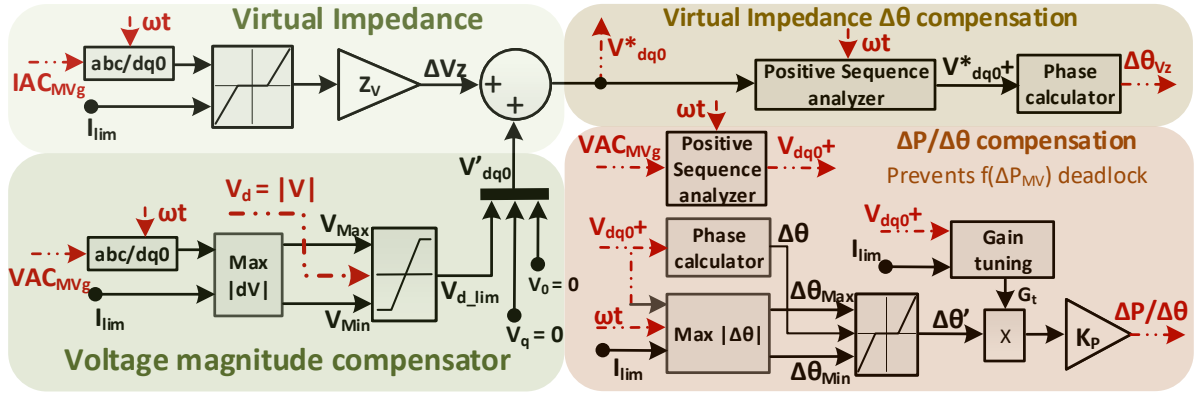 Virtual Impedance
ωt
abc/dq0
IAC_MVg
I_lim
Z_V
ΔVz
+
+
V'_dq0
Virtual Impedance Δθ compensation
V*_dq0
ωt
Positive Sequence
analyzer
V*_dq0+
Phase
calculator
Δθ_Vz
V_d = |V|
ωt
abc/dq0
VAC_MVg
I_lim
Max
|dV|
V_Max
V_Min
V_d_lim
V_0 = 0
V_q = 0
Voltage magnitude compensator
ωt
VAC_MVg
Positive
Sequence
analyzer
V_dq0+
ΔP/Δθ compensation
Prevents f(ΔP_MV) deadlock
V_dq0+
Phase
calculator
Δθ
ωt
I_lim
Max |Δθ|
Δθ_Max
Δθ_Min
Δθ'
V_dq0+
I_lim
Gain
tuning
G_t
X
K_P
ΔP/Δθ